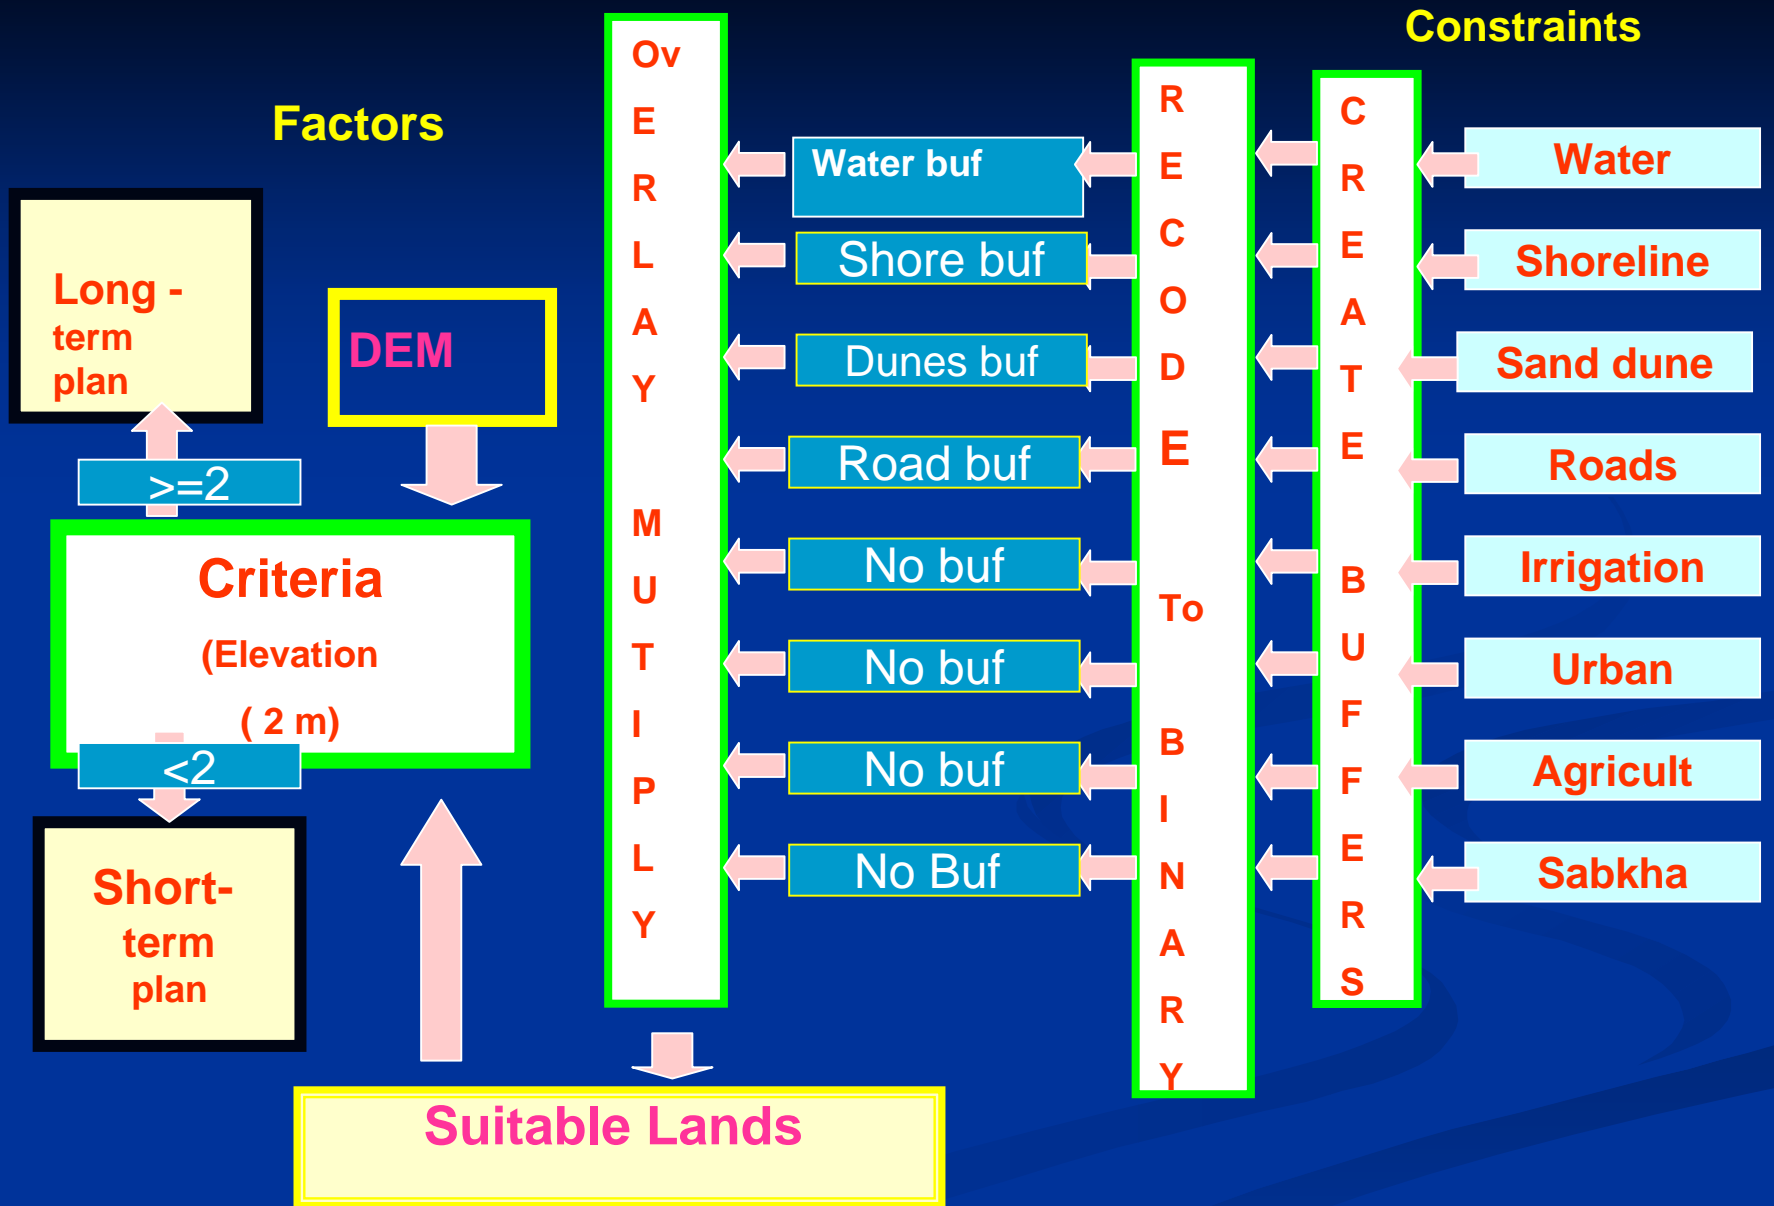 Constraints
Factors
Long -
term
plan
>=2
DEM
Criteria
(Elevation
( 2 m)
<2
Short-
term
plan
Suitable Lands
Ov
E
R
L
A
Y
M
U
T
I
P
L
Y
Water buf
Shore buf
Dunes buf
Road buf
No buf
No buf
No buf
No Buf
R
E
C
O
D
E
To
B
I
N
A
R
Y
C
R
E
A
T
E
B
U
F
F
E
R
S
Water
Shoreline
Sand dune
Roads
Irrigation
Urban
Agricult
Sabkha